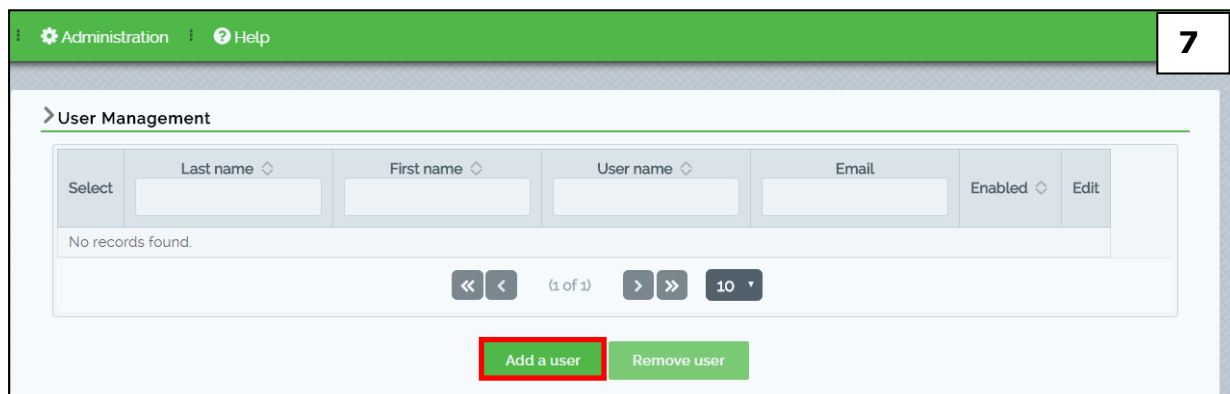 Administration Help
7
User Management
Select Last name First name User name Email Enabled Edit
No records found.
(1 of 1) 10
Add a user Remove user